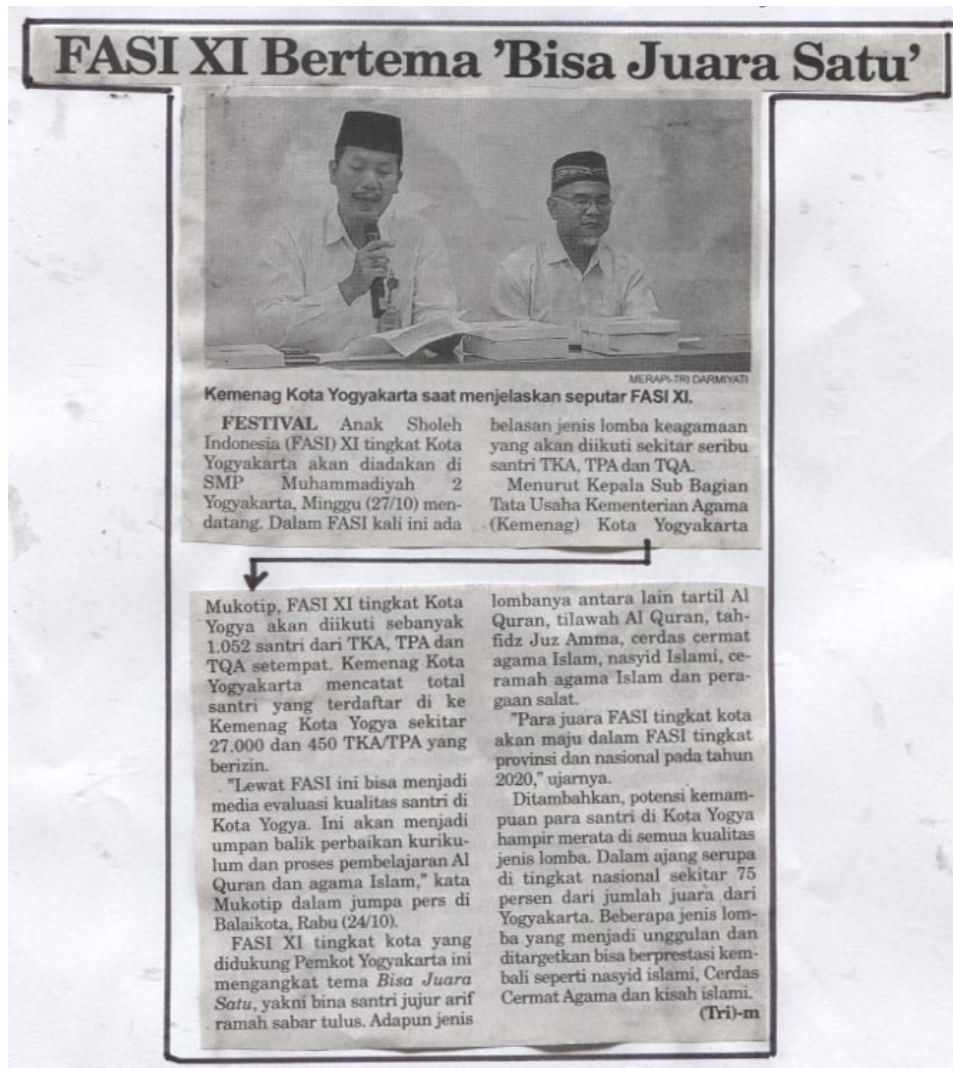 FASI XI Bertema 'Bisa Juara Satu'
MERAPI-TRI DARMIYATI
Kemenag Kota Yogyakarta saat menjelaskan seputar FASI XI.
FESTIVAL Anak Sholeh
Indonesia (FASI) XI tingkat Kota
Yogyakarta akan diadakan di
SMP Muhammadiyah 2
Yogyakarta, Minggu (27/10) men-
datang. Dalam FASI kali ini ada
belasan jenis lomba keagamaan
yang akan diikuti sekitar seribu
santri TKA, TPA dan TQA.
Menurut Kepala Sub Bagian
Tata Usaha Kementerian Agama
(Kemenag) Kota Yogyakarta
Mukotip, FASI XI tingkat Kota
Yogya akan diikuti sebanyak
1.052 santri dari TKA, TPA dan
TQA setempat. Kemenag Kota
Yogyakarta mencatat total
santri yang terdaftar di ke
Kemenag Kota Yogya sekitar
27.000 dan 450 TKA/TPA yang
berizin.
"Lewat FASI ini bisa menjadi
media evaluasi kualitas santri di
Kota Yogya. Ini akan menjadi
umpan balik perbaikan kuriku-
lum dan proses pembelajaran Al
Quran dan agama Islam," kata
Mukotip dalam jumpa pers di
Balaikota, Rabu (24/10).
FASI XI tingkat kota yang
didukung Pemkot Yogyakarta ini
mengangkat tema Bisa Juara
Satu, yakni bina santri jujur arif
ramah sabar tulus. Adapun jenis
lombanya antara lain tartil Al
Quran, tilawah Al Quran, tah-
fidz Juz Amma, cerdas cermat
agama Islam, nasyid Islami, ce-
ramah agama Islam dan pera-
gaan salat.
"Para juara FASI tingkat kota
akan maju dalam FASI tingkat
provinsi dan nasional pada tahun
2020," ujarnya.
Ditambahkan, potensi kemam-
puan para santri di Kota Yogya
hampir merata di semua kualitas
jenis lomba. Dalam ajang serupa
di tingkat nasional sekitar 75
persen dari jumlah juara dari
Yogyakarta. Beberapa jenis lom-
ba yang menjadi unggulan dan
ditargetkan bisa berprestasi kem-
bali seperti nasyid islami, Cerdas
Cermat Agama dan kisah islami.
(Tri)-m